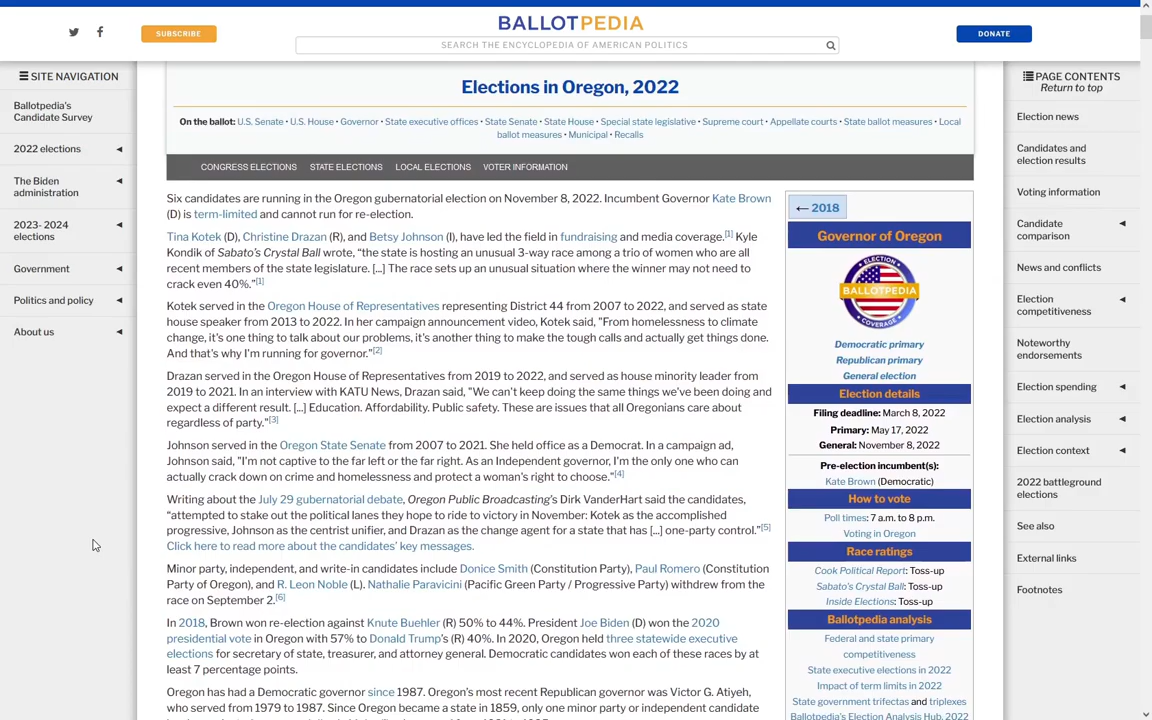 BALLOTPEDIA
SUBSCRIBE
SEARCH THE ENCYCLOPEDIA OF AMERICAN POLITICS
DONATE
SITE NAVIGATION
Ballotpedia's
Candidate Survey
2022 elections
The Biden
administration
2023- 2024
elections
Government
Politics and policy
About us
Elections in Oregon, 2022
On the ballot: U.S. Senate • U.S. House • Governor • State executive offices • State Senate • State House • Special state legislative • Supreme court • Appellate courts • State ballot measures • Local
ballot measures • Municipal • Recalls
CONGRESS ELECTIONS STATE ELECTIONS LOCAL ELECTIONS VOTER INFORMATION
Six candidates are running in the Oregon gubernatorial election on November 8, 2022. Incumbent Governor Kate Brown
(D) is term-limited and cannot run for re-election.
Tina Kotek (D), Christine Drazan (R), and Betsy Johnson (I), have led the field in fundraising and media coverage.[1] Kyle
Kondik of Sabato's Crystal Ball wrote, “the state is hosting an unusual 3-way race among a trio of women who are all
recent members of the state legislature. [...] The race sets up an unusual situation where the winner may not need to
crack even 40%.”[1]
Kotek served in the Oregon House of Representatives representing District 44 from 2007 to 2022, and served as state
house speaker from 2013 to 2022. In her campaign announcement video, Kotek said, "From homelessness to climate
change, it's one thing to talk about our problems, it's another thing to make the tough calls and actually get things done.
And that's why I'm running for governor."[2]
Drazan served in the Oregon House of Representatives from 2019 to 2022, and served as house minority leader from
2019 to 2021. In an interview with KATU News, Drazan said, "We can't keep doing the same things we've been doing and
expect a different result. [...] Education. Affordability. Public safety. These are issues that all Oregonians care about
regardless of party."[3]
Johnson served in the Oregon State Senate from 2007 to 2021. She held office as a Democrat. In a campaign ad,
Johnson said, "I'm not captive to the far left or the far right. As an Independent governor, I'm the only one who can
actually crack down on crime and homelessness and protect a woman's right to choose."[4]
Writing about the July 29 gubernatorial debate, Oregon Public Broadcasting's Dirk VanderHart said the candidates,
“attempted to stake out the political lanes they hope to ride to victory in November: Kotek as the accomplished
progressive, Johnson as the centrist unifier, and Drazan as the change agent for a state that has [...] one-party control.”[5]
Click here to read more about the candidates' key messages.
Minor party, independent, and write-in candidates include Donice Smith (Constitution Party), Paul Romero (Constitution
Party of Oregon), and R. Leon Noble (L). Nathalie Paravicini (Pacific Green Party / Progressive Party) withdrew from the
race on September 2.[6]
In 2018, Brown won re-election against Knute Buehler (R) 50% to 44%. President Joe Biden (D) won the 2020
presidential vote in Oregon with 57% to Donald Trump's (R) 40%. In 2020, Oregon held three statewide executive
elections for secretary of state, treasurer, and attorney general. Democratic candidates won each of these races by at
least 7 percentage points.
Oregon has had a Democratic governor since 1987. Oregon's most recent Republican governor was Victor G. Atiyeh,
who served from 1979 to 1987. Since Oregon became a state in 1859, only one minor party or independent candidate
← 2018
Governor of Oregon
ELECTION
BALLOTPEDIA
COVERAGE
Democratic primary
Republican primary
General election
Election details
Filing deadline: March 8, 2022
Primary: May 17, 2022
General: November 8, 2022
Pre-election incumbent(s):
Kate Brown (Democratic)
How to vote
Poll times: 7 a.m. to 8 p.m.
Voting in Oregon
Race ratings
Cook Political Report: Toss-up
Sabato's Crystal Ball: Toss-up
Inside Elections: Toss-up
Ballotpedia analysis
Federal and state primary
competitiveness
State executive elections in 2022
Impact of term limits in 2022
State government trifectas and triplexes
Ballotpedia's Election Analysis Hub, 2022
PAGE CONTENTS
Return to top
Election news
Candidates and
election results
Voting information
Candidate
comparison
News and conflicts
Election
competitiveness
Noteworthy
endorsements
Election spending
Election analysis
Election context
2022 battleground
elections
See also
External links
Footnotes